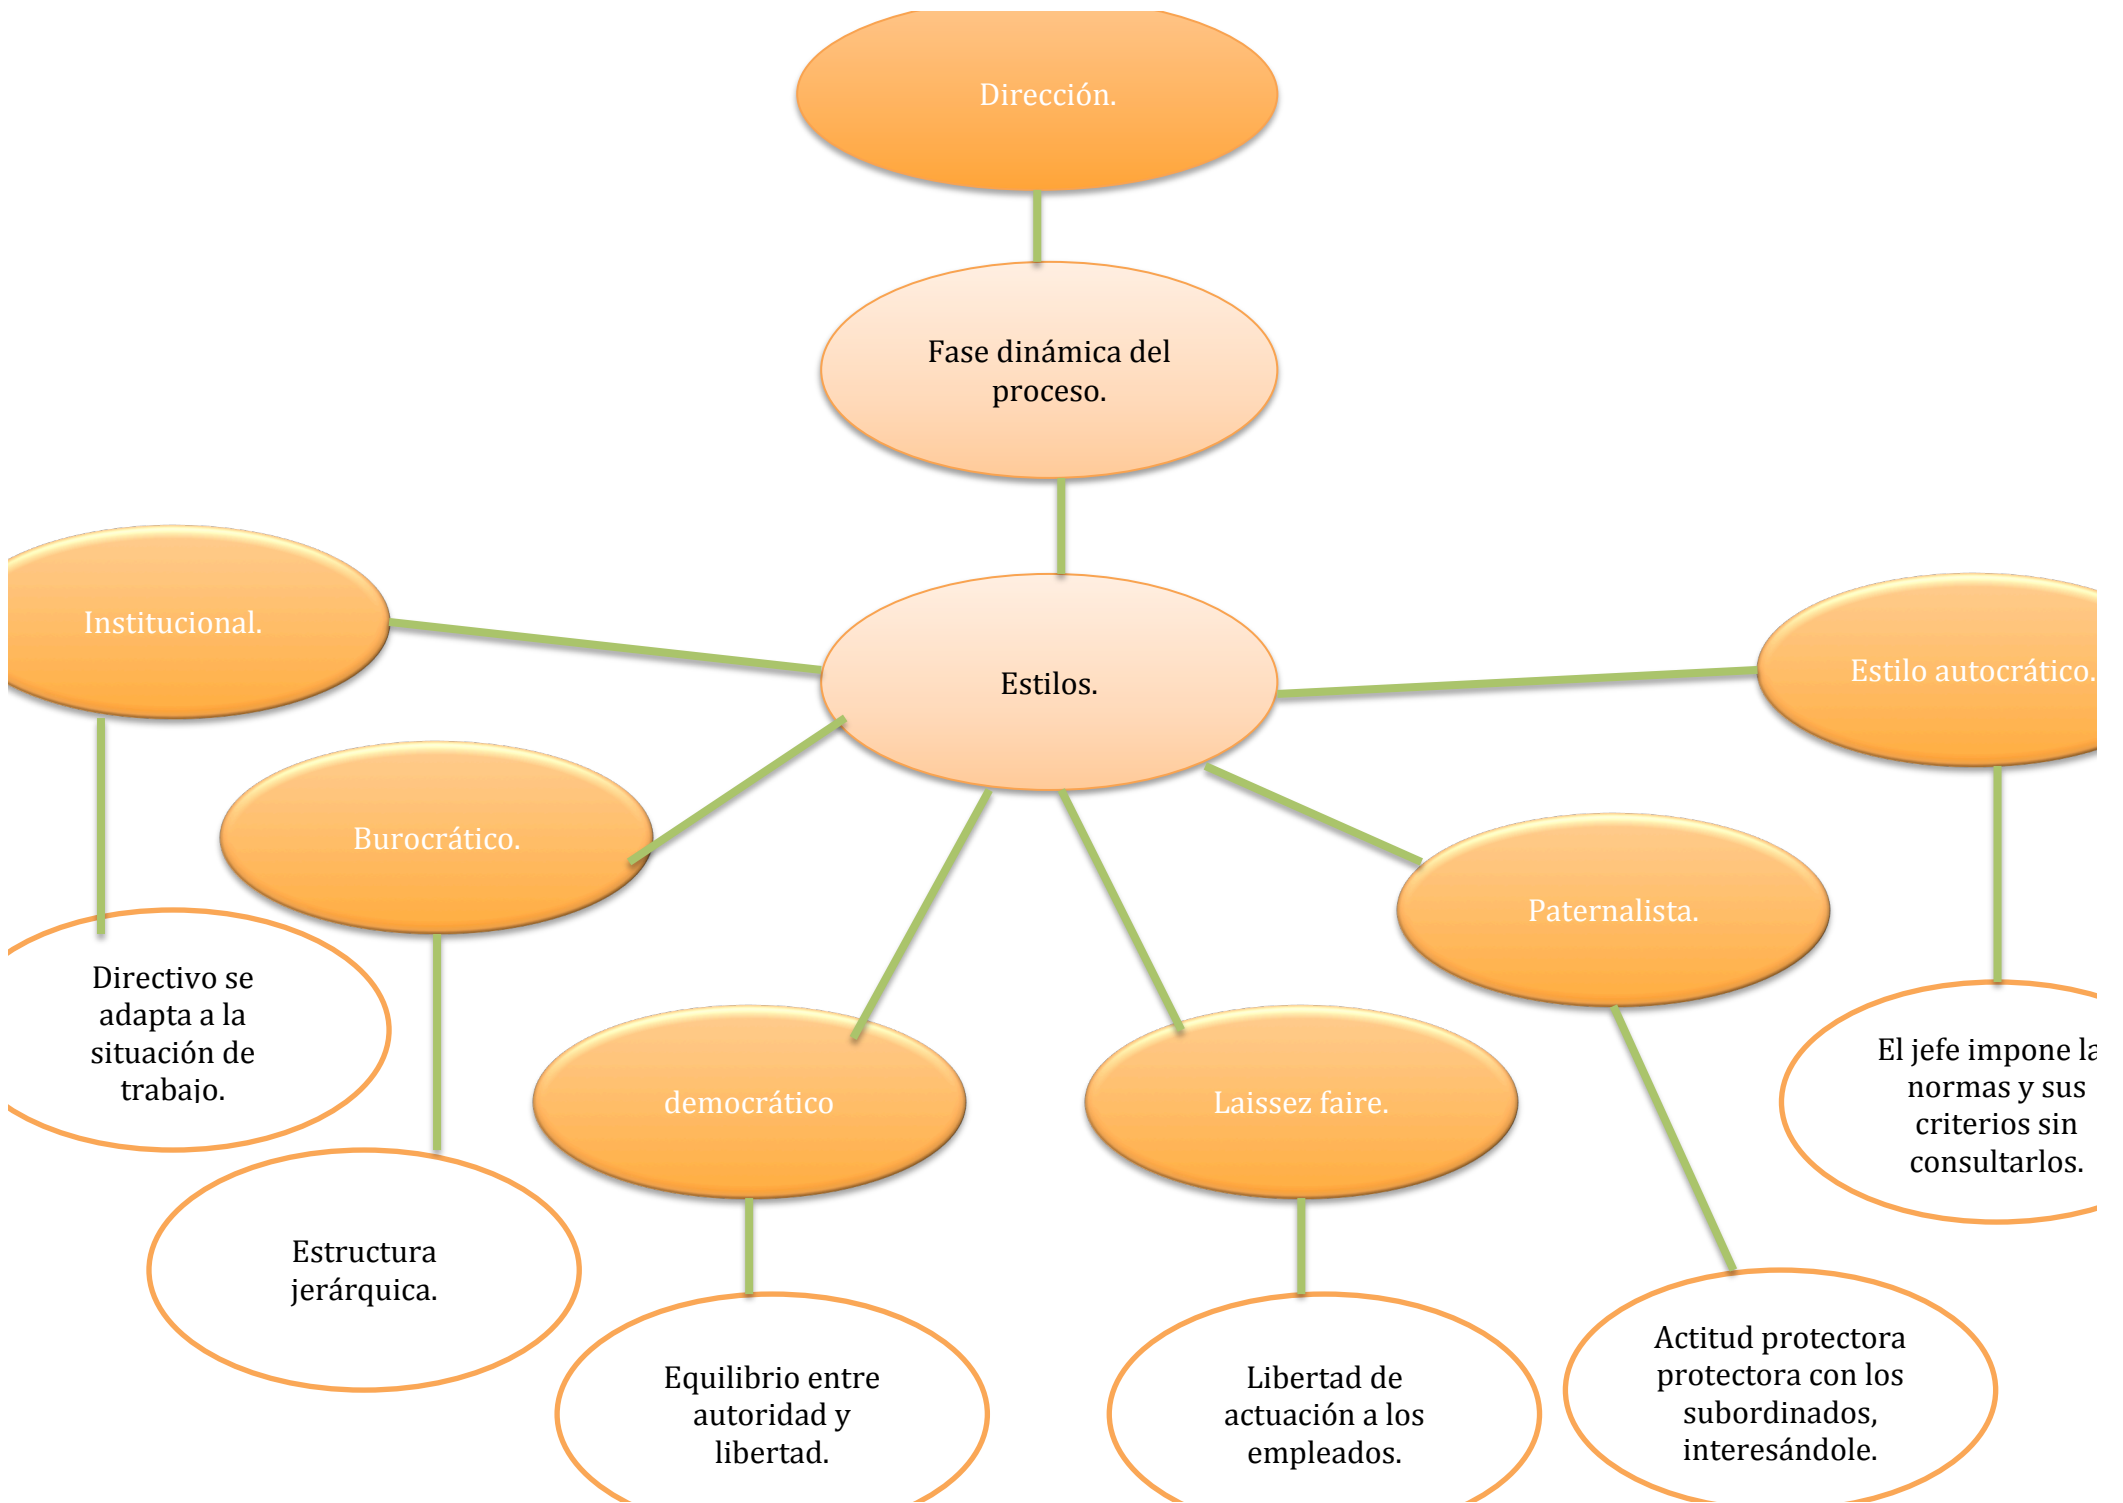 Dirección.
Fase dinámica del
proceso.
Estilos.
Institucional.
Estilo autocrático.
Burocrático.
Paternalista.
democrático
Laissez faire.
Directivo se
adapta a la
situación de
trabajo.
El jefe impone
normas y sus
criterios sin
consultarlos.
Estructura
jerárquica.
Equilibrio entre
autoridad y
libertad.
Libertad de
actuación a los
empleados.
Actitud protectora
protectora con los
subordinados,
interesándole.